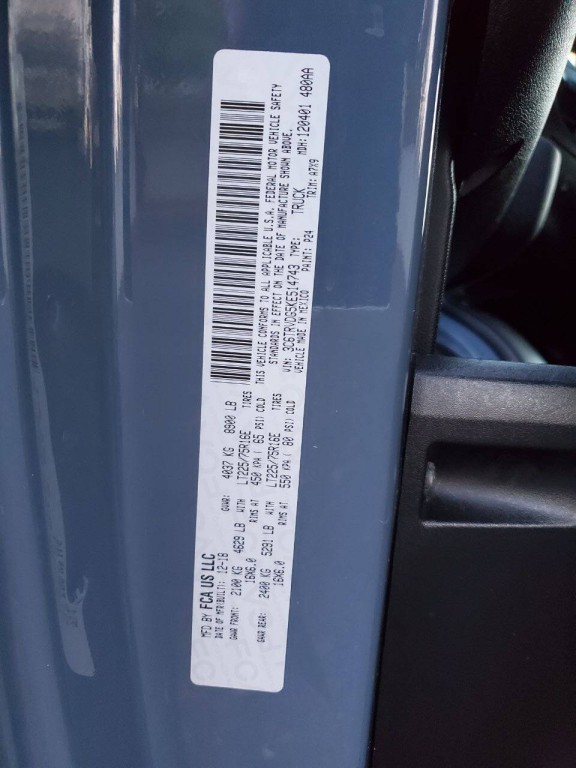 MFD BY FCA US LLC
DATE OF MFR(BUILT): 12-18
GVWR: 4037 KG 8900 LB
GAWR FRONT: 2100 KG 4629 LB WITH LT225/75R16E TIRES
16X6.0 RIMS AT 450 KPA ( 65 PSI) COLD
GAWR REAR: 2400 KG 5291 LB WITH LT225/75R16E TIRES
16X6.0 RIMS AT 550 KPA ( 80 PSI) COLD
THIS VEHICLE CONFORMS TO ALL APPLICABLE U.S.A. FEDERAL MOTOR VEHICLE SAFETY
STANDARDS IN EFFECT ON THE DATE OF MANUFACTURE SHOWN ABOVE.
VIN: 3C6TRVDG5KE514743 TYPE: TRUCK MDH:120401 480AA
VEHICLE MADE IN MEXICO PAINT: P24 TRIM: A7X9